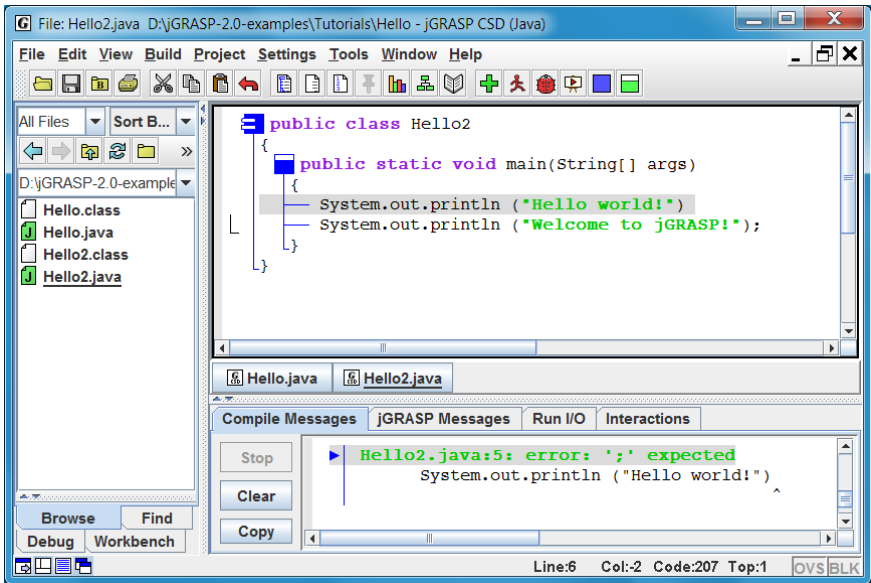 File: Hello2.java D:\jGRASP-2.0-examples\Tutorials\Hello - jGRASP CSD (Java)
File Edit View Build Project Settings Tools Window Help
All Files Sort B...
»
D:\jGRASP-2.0-example
Hello.class
Hello.java
Hello2.class
Hello2.java
Browse Find
Debug Workbench
public class Hello2
{
public static void main(String[] args)
{
System.out.println ("Hello world!")
System.out.println ("Welcome to jGRASP!");
}
}
Hello.java Hello2.java
Compile Messages jGRASP Messages Run I/O Interactions
Stop
Clear
Copy
Hello2.java:5: error: ';' expected
System.out.println ("Hello world!")
^
Line:6 Col:-2 Code:207 Top:1 OVS BLK